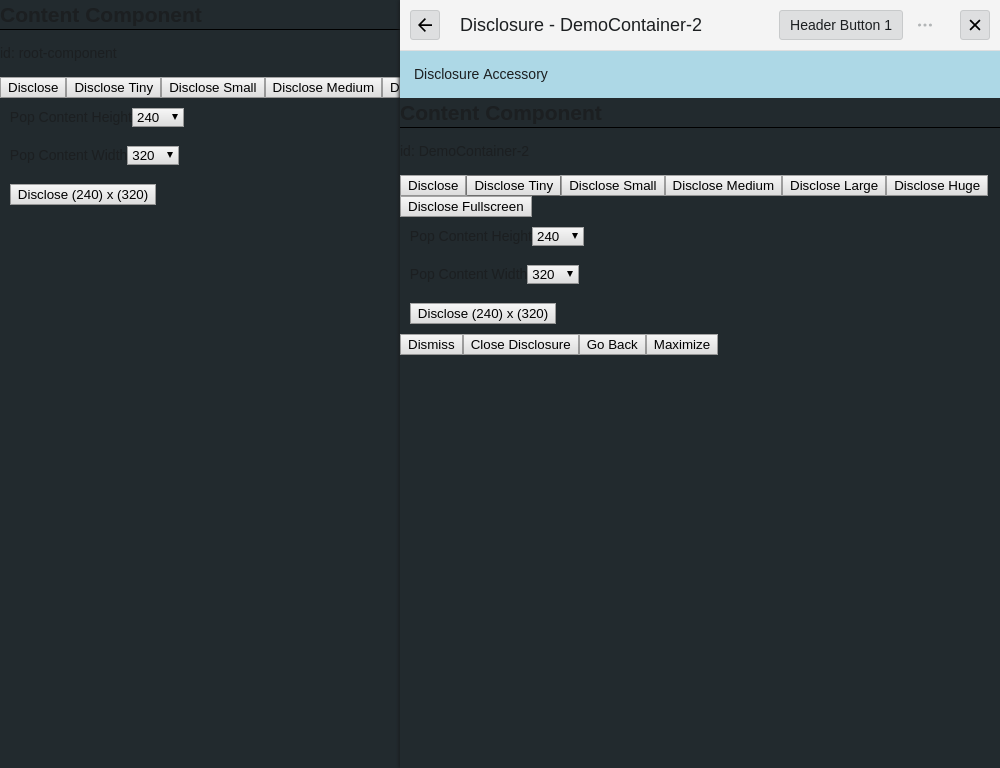 Content Component
id: root-component
Disclose Disclose Tiny Disclose Small Disclose Medium D
Pop Content Height 240
Pop Content Width 320
Disclose (240) x (320)
Disclosure - DemoContainer-2 Header Button 1
Disclosure Accessory
Content Component
id: DemoContainer-2
Disclose Disclose Tiny Disclose Small Disclose Medium Disclose Large Disclose Huge
Disclose Fullscreen
Pop Content Height 240
Pop Content Width 320
Disclose (240) x (320)
Dismiss Close Disclosure Go Back Maximize